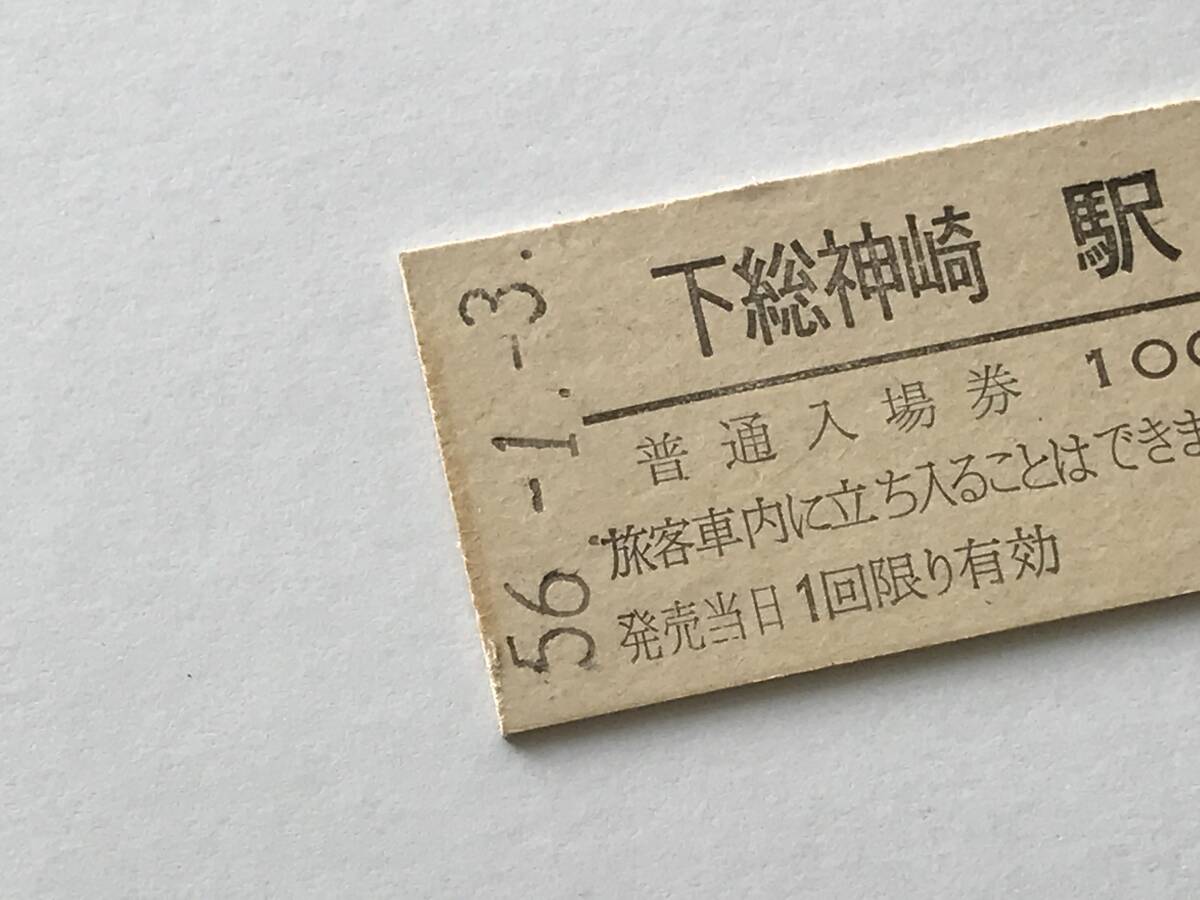 下総神崎 駅
普通入場券 100
旅客車内に立ち入ることはできま
発売当日1回限り有効
56.-1.-3.